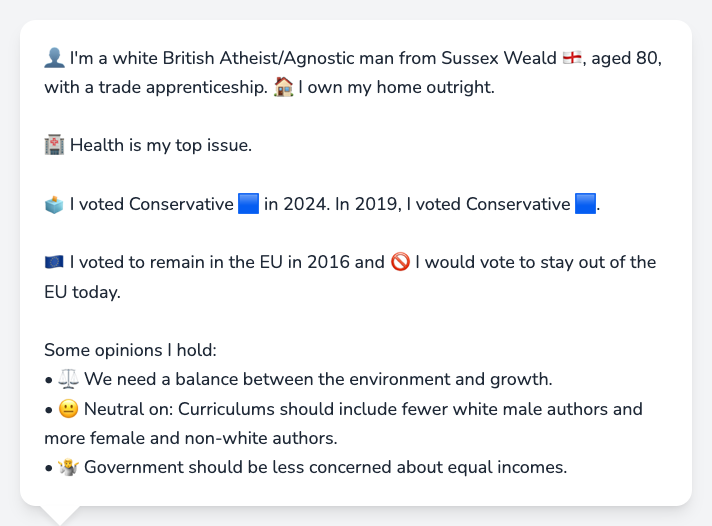 👤 I'm a white British Atheist/Agnostic man from Sussex Weald 🏴󠁧󠁢󠁥󠁮󠁧󠁿, aged 80,
with a trade apprenticeship. 🏠 I own my home outright.
🏥 Health is my top issue.
🗳️ I voted Conservative 🟦 in 2024. In 2019, I voted Conservative 🟦.
🇪🇺 I voted to remain in the EU in 2016 and 🚫 I would vote to stay out of the
EU today.
Some opinions I hold:
• ⚖️ We need a balance between the environment and growth.
• 😐 Neutral on: Curriculums should include fewer white male authors and
more female and non-white authors.
• 🤷 Government should be less concerned about equal incomes.